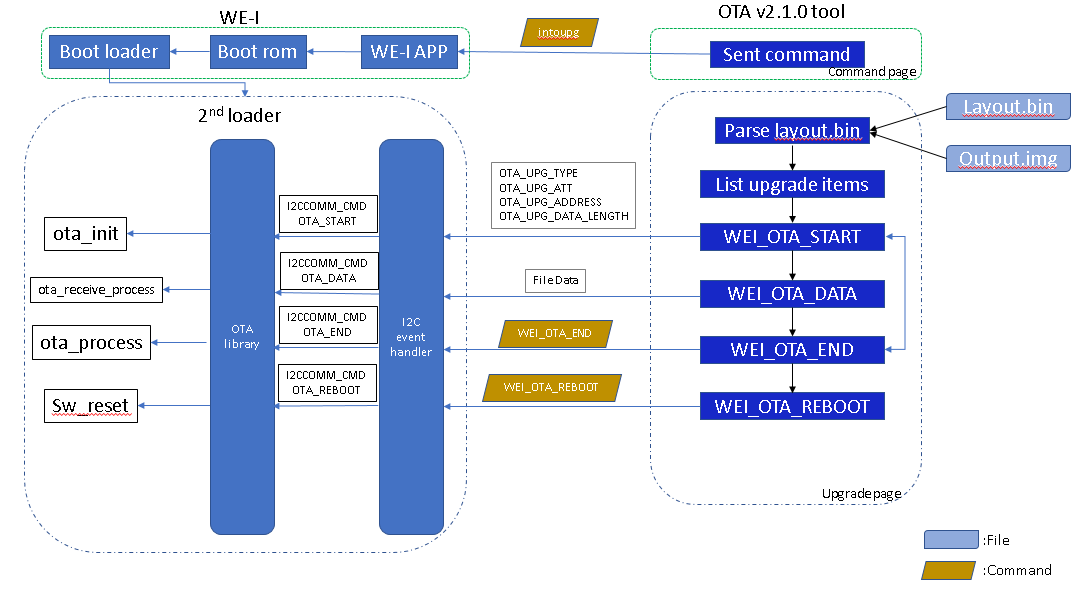 WE-I
OTA v2.1.0 tool
Boot loader
Boot rom
WE-I APP
intoupg
Sent command
Command page
2nd loader
Layout.bin
Output.img
Parse layout.bin
List upgrade items
OTA_UPG_TYPE
OTA_UPG_ATT
OTA_UPG_ADDRESS
OTA_UPG_DATA_LENGTH
I2CCOMM_CMD
OTA_START
ota_init
WEI_OTA_START
I2CCOMM_CMD
OTA_DATA
ota_receive_process
File Data
WEI_OTA_DATA
I2CCOMM_CMD
OTA_END
ota_process
OTA
library
I2C
event
handler
WEI_OTA_END
WEI_OTA_END
I2CCOMM_CMD
OTA_REBOOT
Sw_reset
WEI_OTA_REBOOT
WEI_OTA_REBOOT
Upgrade page
:File
:Command